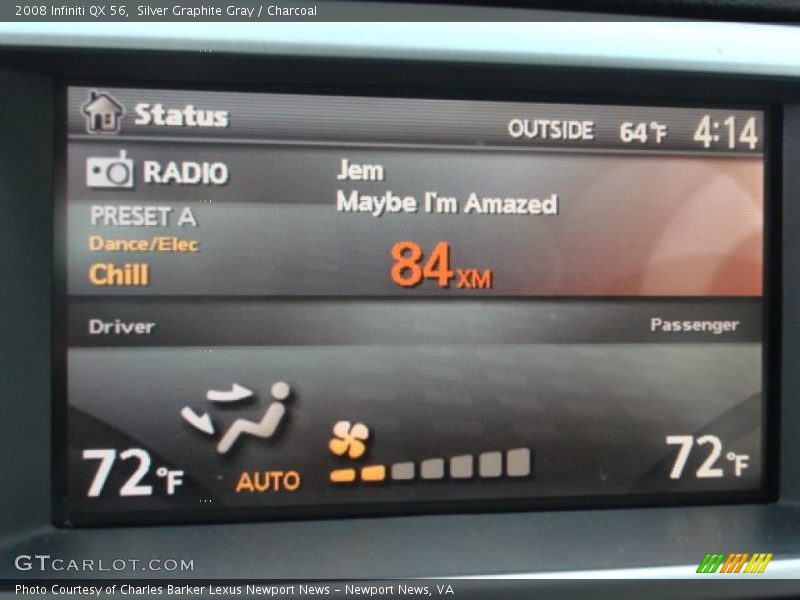 2008 Infiniti QX 56,  Silver Graphite Gray / Charcoal
Status
OUTSIDE 64°F 4:14
RADIO
Jem
Maybe I'm Amazed
PRESET A
Dance/Elec
Chill
84XM
Driver
Passenger
72°F
AUTO
72°F
GTCARLOT.COM
Photo Courtesy of Charles Barker Lexus Newport News – Newport News, VA